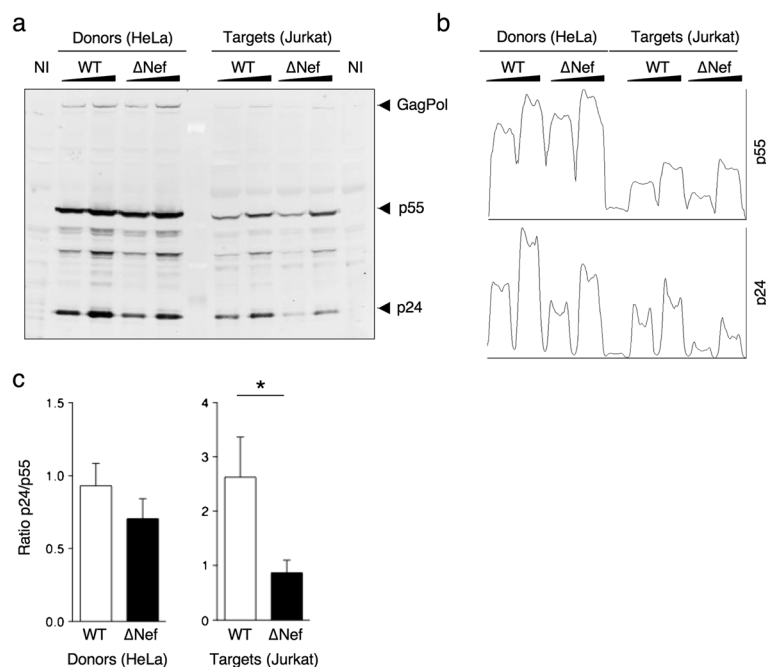 a
Donors (HeLa) Targets (Jurkat)
NI WT ΔNef WT ΔNef NI
GagPol
p55
p24
b
Donors (HeLa) Targets (Jurkat)
WT ΔNef WT ΔNef
p55
p24
c
Ratio p24/p55
1.5
1.0
0.5
0.0
WT ΔNef
Donors (HeLa)
*
4
3
2
1
0
WT ΔNef
Targets (Jurkat)